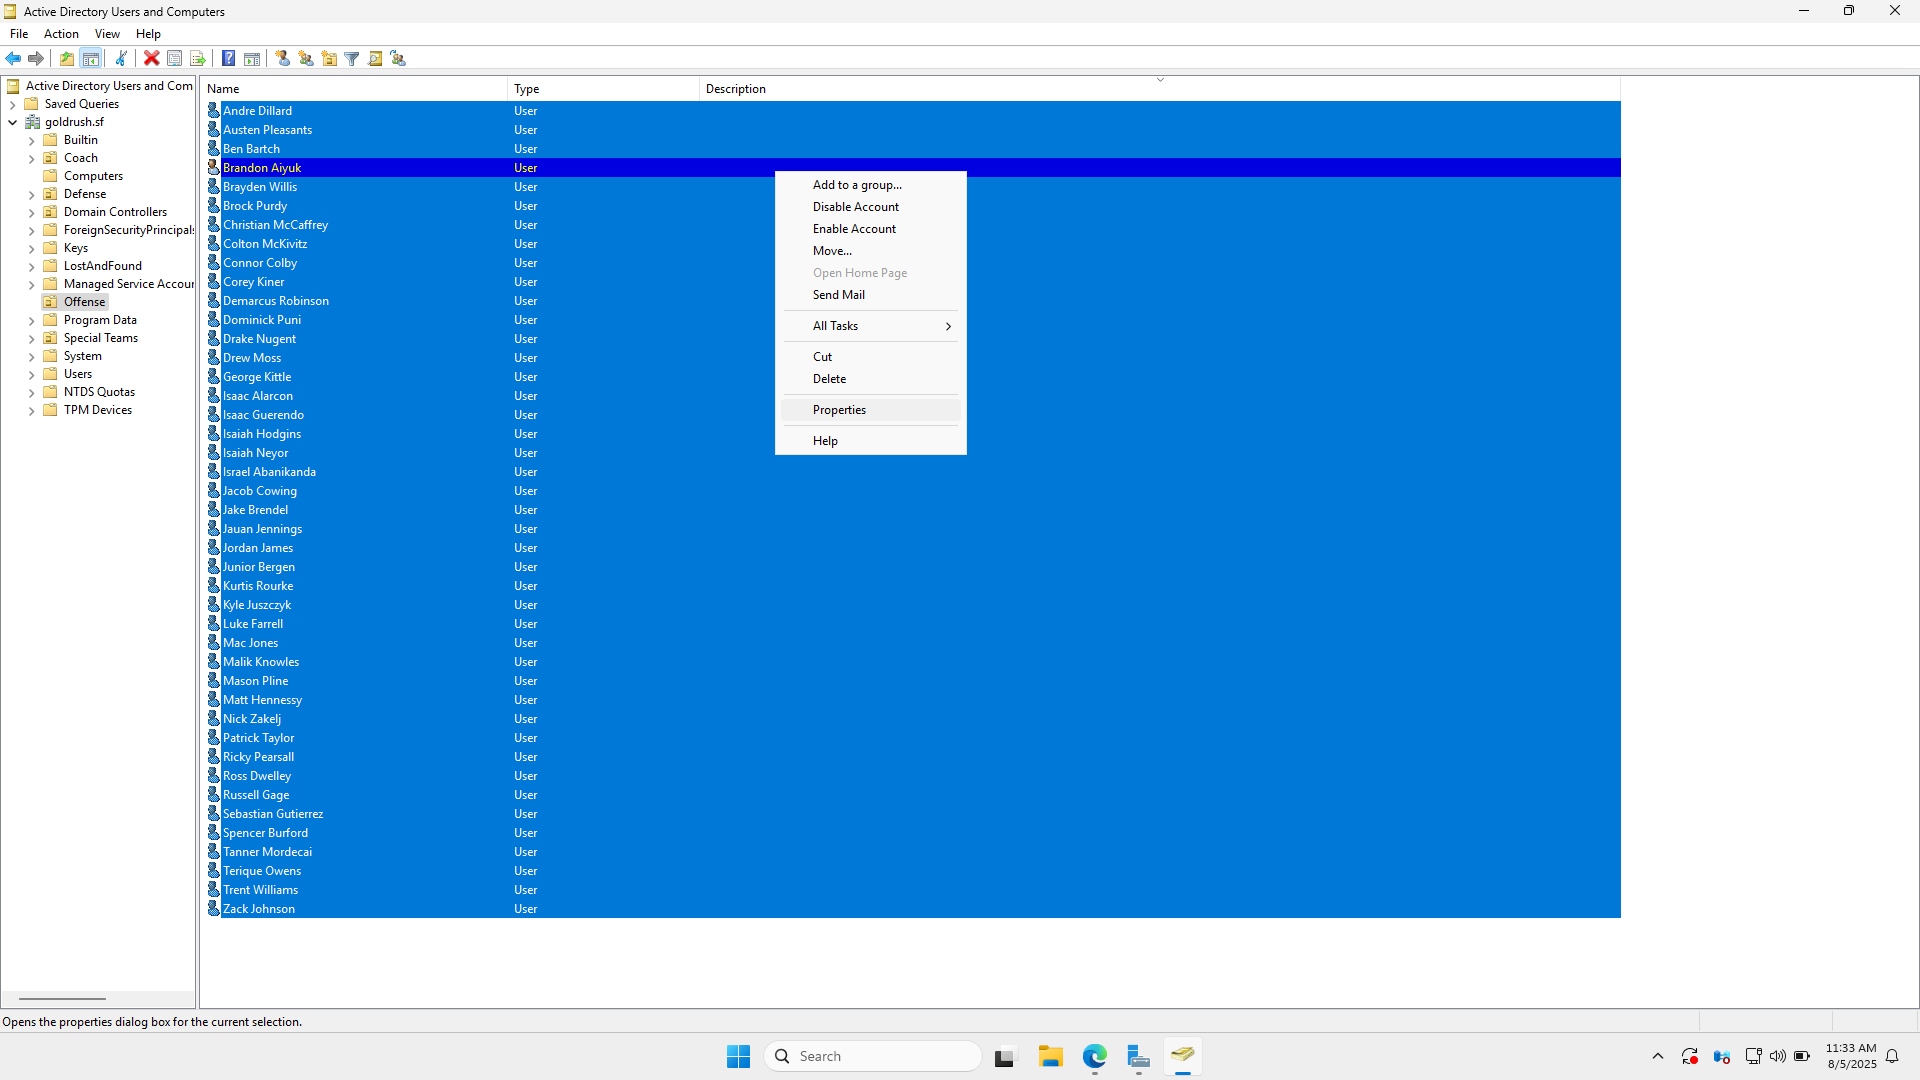 Active Directory Users and Computers
File Action View Help
Active Directory Users and Com
Saved Queries
goldrush.sf
Builtin
Coach
Computers
Defense
Domain Controllers
ForeignSecurityPrincipals
Keys
LostAndFound
Managed Service Accoun
Offense
Program Data
Special Teams
System
Users
NTDS Quotas
TPM Devices
Name Type Description
Andre Dillard User
Austen Pleasants User
Ben Bartch User
Brandon Aiyuk User
Brayden Willis User
Brock Purdy User
Christian McCaffrey User
Colton McKivitz User
Connor Colby User
Corey Kiner User
Demarcus Robinson User
Dominick Puni User
Drake Nugent User
Drew Moss User
George Kittle User
Isaac Alarcon User
Isaac Guerendo User
Isaiah Hodgins User
Isaiah Neyor User
Israel Abanikanda User
Jacob Cowing User
Jake Brendel User
Jauan Jennings User
Jordan James User
Junior Bergen User
Kurtis Rourke User
Kyle Juszczyk User
Luke Farrell User
Mac Jones User
Malik Knowles User
Mason Pline User
Matt Hennessy User
Nick Zakelj User
Patrick Taylor User
Ricky Pearsall User
Ross Dwelley User
Russell Gage User
Sebastian Gutierrez User
Spencer Burford User
Tanner Mordecai User
Terique Owens User
Trent Williams User
Zack Johnson User
Add to a group...
Disable Account
Enable Account
Move...
Open Home Page
Send Mail
All Tasks
Cut
Delete
Properties
Help
Opens the properties dialog box for the current selection.
Search
11:33 AM
8/5/2025